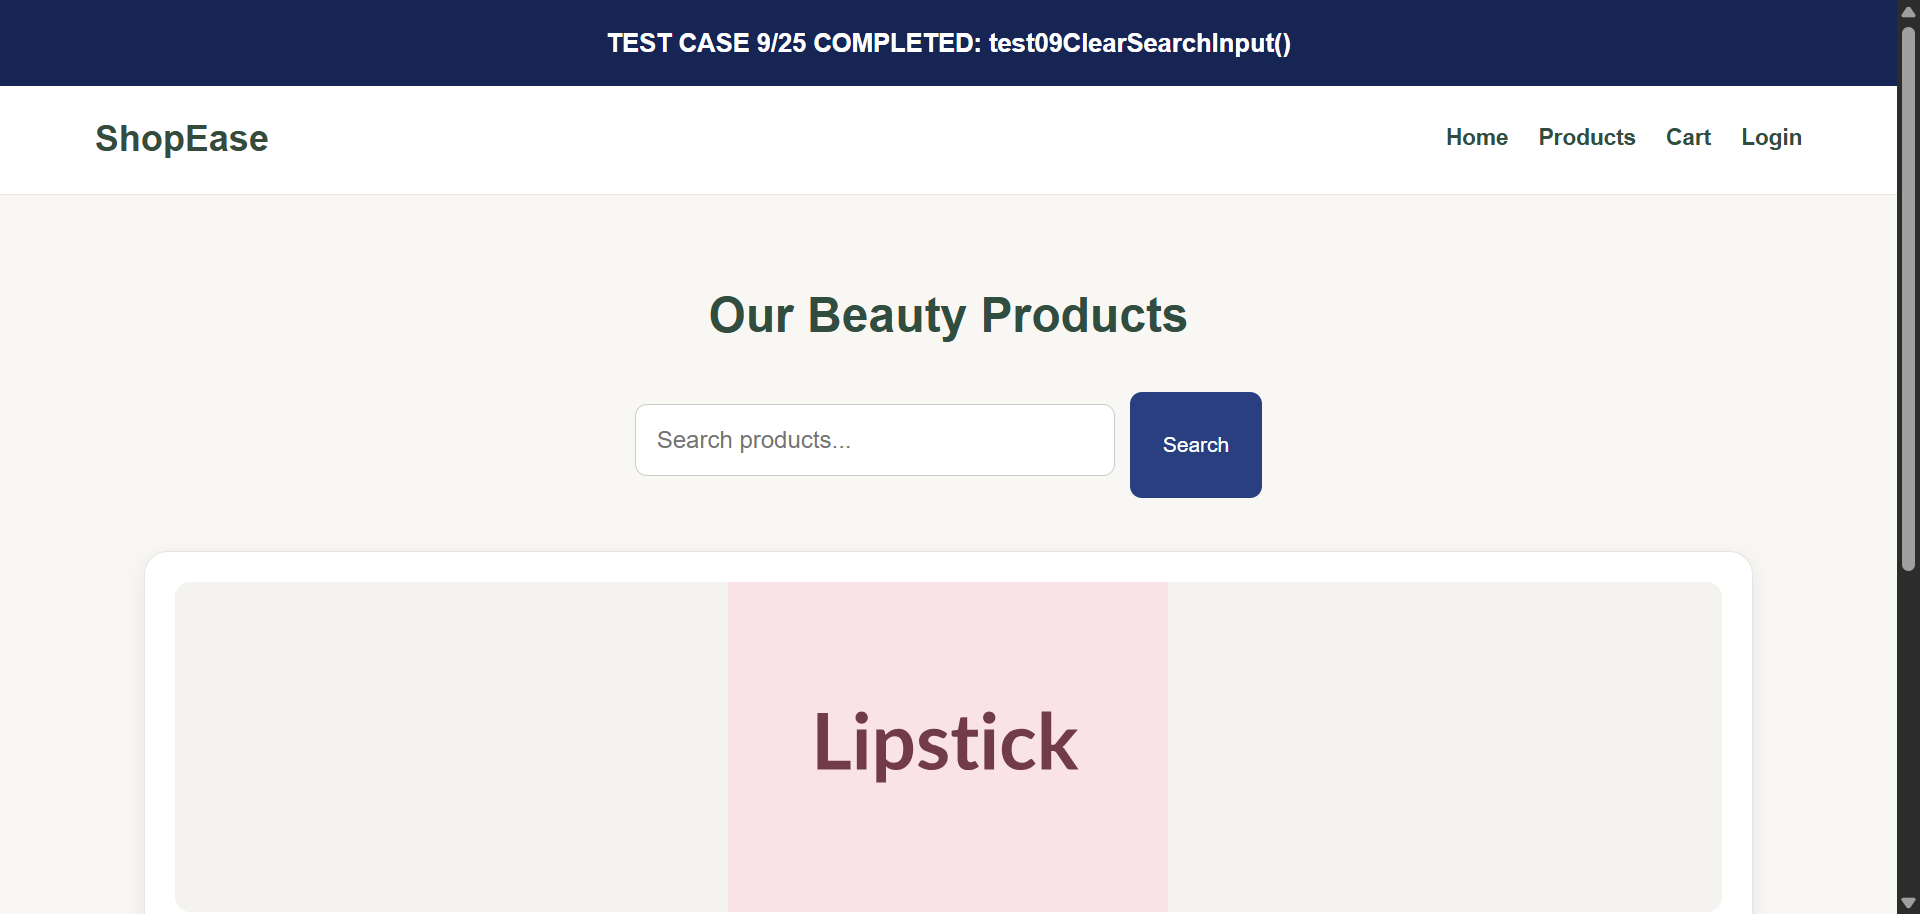 TEST CASE 9/25 COMPLETED: test09ClearSearchInput()
ShopEase
Home Products Cart Login
Our Beauty Products
Search products...
Search
Lipstick